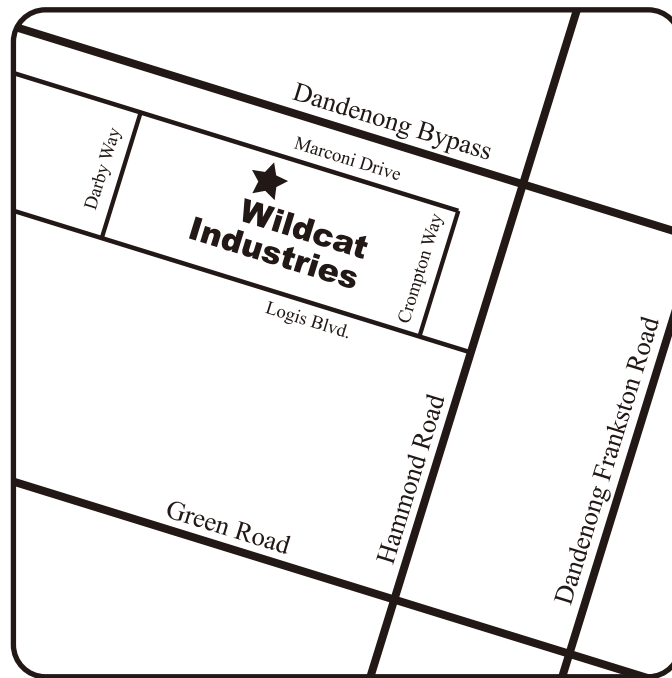 Dandenong Bypass
Marconi Drive
Darby Way
Wildcat
Industries
Crompton Way
Logis Blvd.
Hammond Road
Dandenong Frankston Road
Green Road